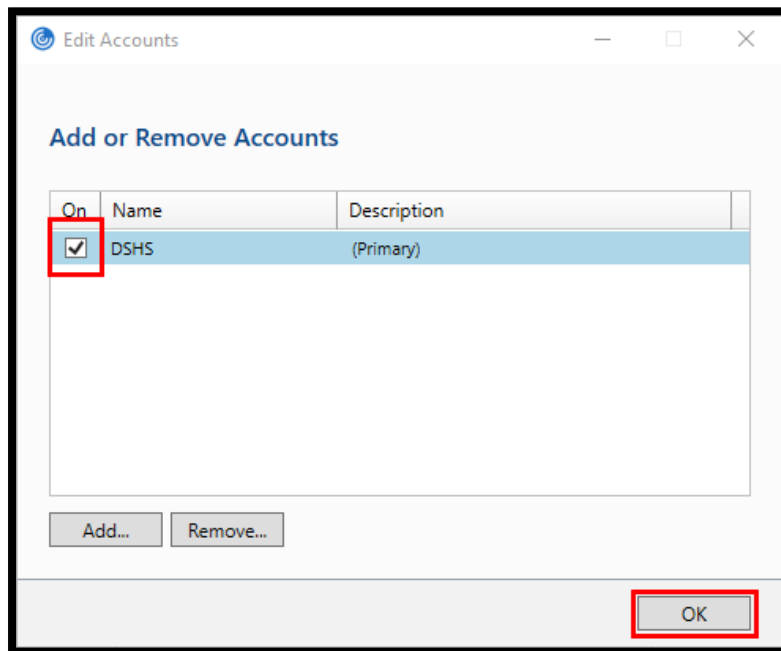 Edit Accounts
Add or Remove Accounts
On Name Description
DSHS (Primary)
Add... Remove...
OK